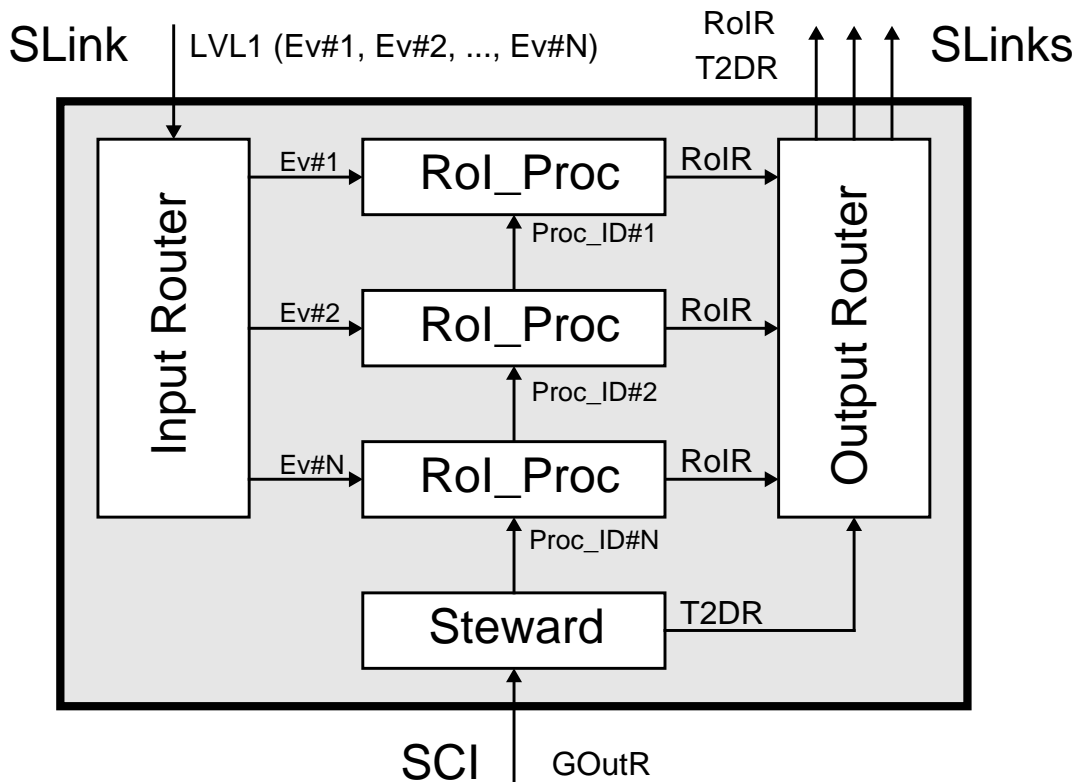 SLink
LVL1 (Ev#1, Ev#2, ..., Ev#N)
RoIR
T2DR
SLinks
Input Router
Ev#1
RoI_Proc
RoIR
Proc_ID#1
Ev#2
RoI_Proc
RoIR
Proc_ID#2
Ev#N
RoI_Proc
RoIR
Proc_ID#N
Output Router
Steward
T2DR
SCI
GOutR